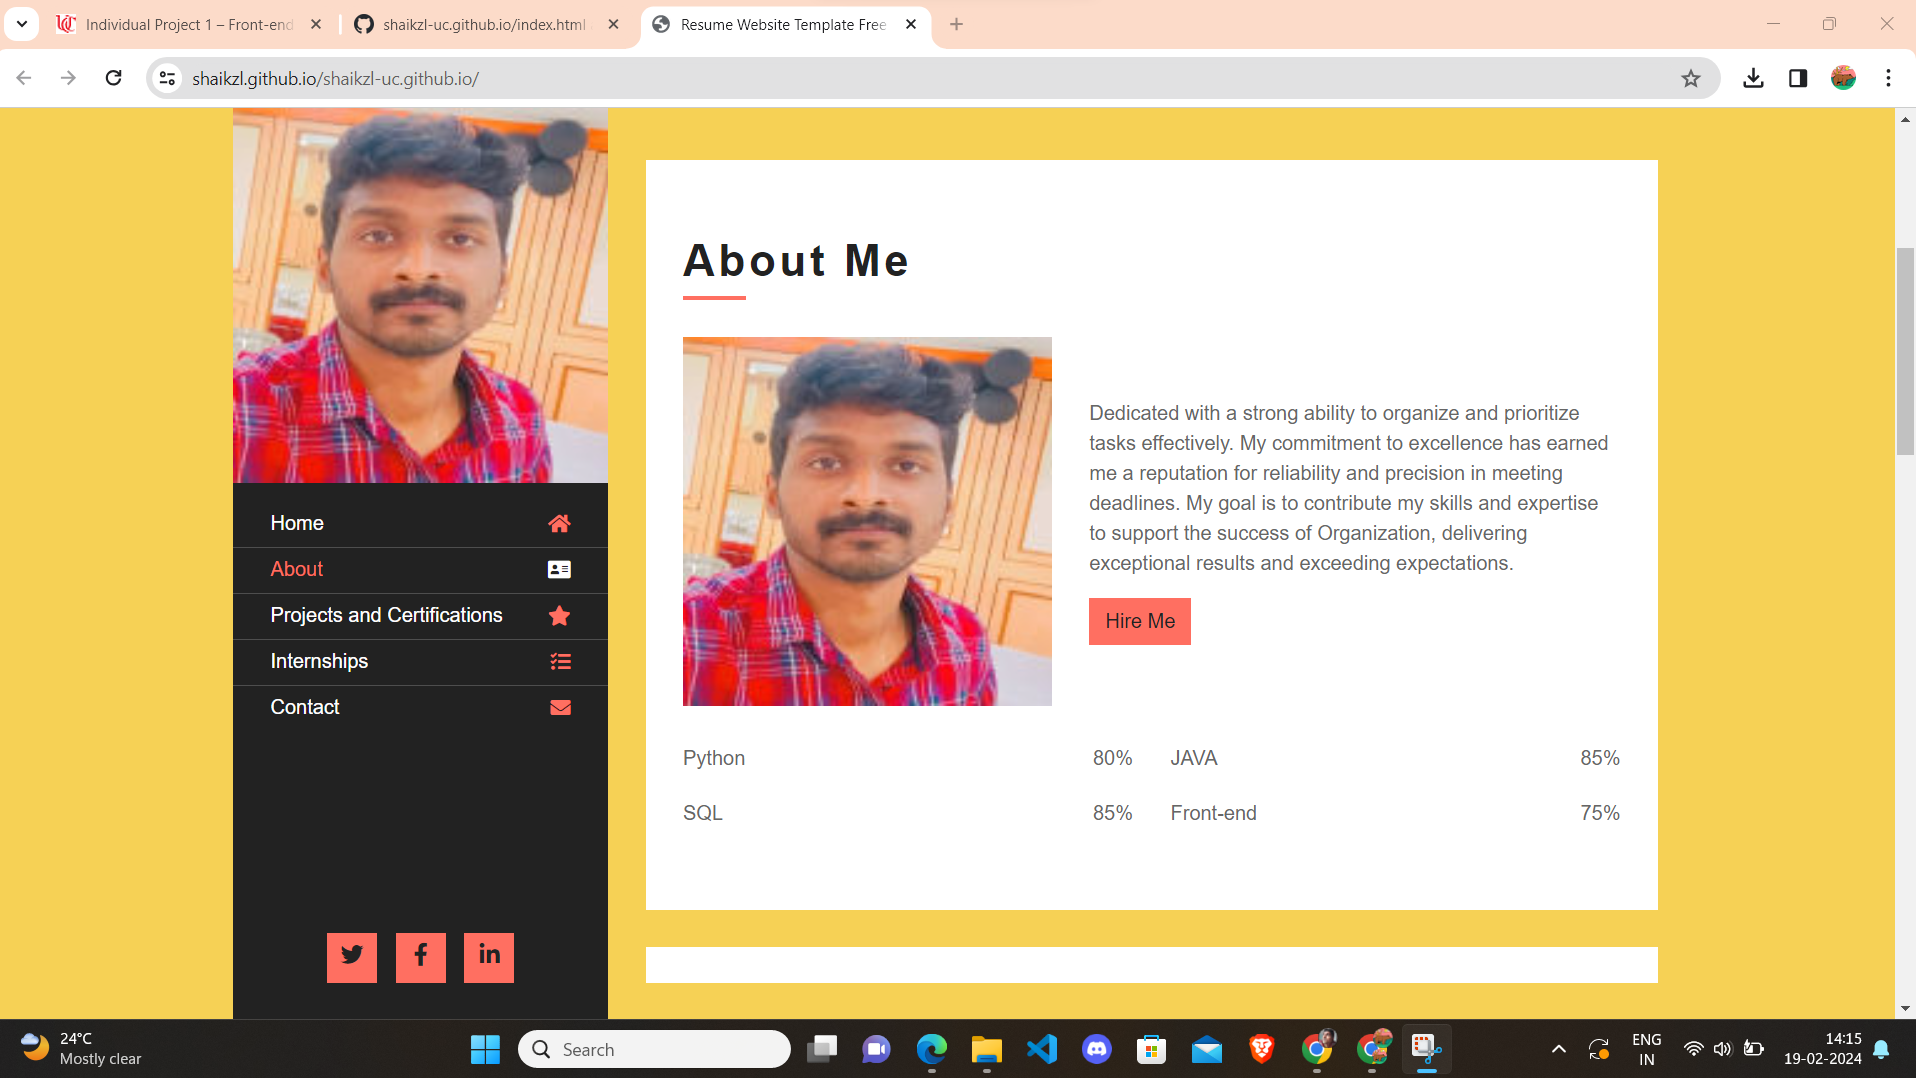 Individual Project 1 – Front-end
shaikzl-uc.github.io/index.html
Resume Website Template Free
shaikzl.github.io/shaikzl-uc.github.io/
About Me
Dedicated with a strong ability to organize and prioritize
tasks effectively. My commitment to excellence has earned
me a reputation for reliability and precision in meeting
deadlines. My goal is to contribute my skills and expertise
to support the success of Organization, delivering
exceptional results and exceeding expectations.
Hire Me
Home
About
Projects and Certifications
Internships
Contact
Python 80% JAVA 85%
SQL 85% Front-end 75%
24°C
Mostly clear
Search
ENG
IN
14:15
19-02-2024